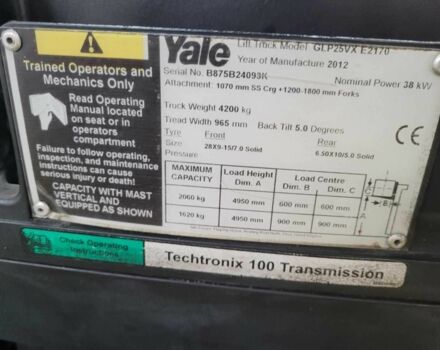 Trained Operators and
Mechanics Only
Read Operating
Manual located
on seat or in
operators
compartment
Failure to follow operating,
inspection, and maintenance
instructions can cause
serious injury or death!
CAPACITY WITH MAST
VERTICAL AND
EQUIPPED AS SHOWN
Yale
Lift Truck Model GLP25VX E2170
Year of Manufacture 2012
Serial No. B875B24093K
Nominal Power 38 kW
Attachment: 1070 mm SS Crg +1200-1800 mm Forks
Truck Weight 4200 kg
Tread Width 965 mm Back Tilt 5.0 Degrees
Tyre Front Rear
Size: 28X9-15/7.0 Solid 6.50X10/5.0 Solid
Pressure
CE
MAXIMUM CAPACITY Load Height Dim. A Load Centre Dim. B Dim. C
2060 kg 4950 mm 600 mm 600 mm
1620 kg 4950 mm 900 mm 900 mm
B
C
A
Check Operating
Instructions
Techtronix 100 Transmission